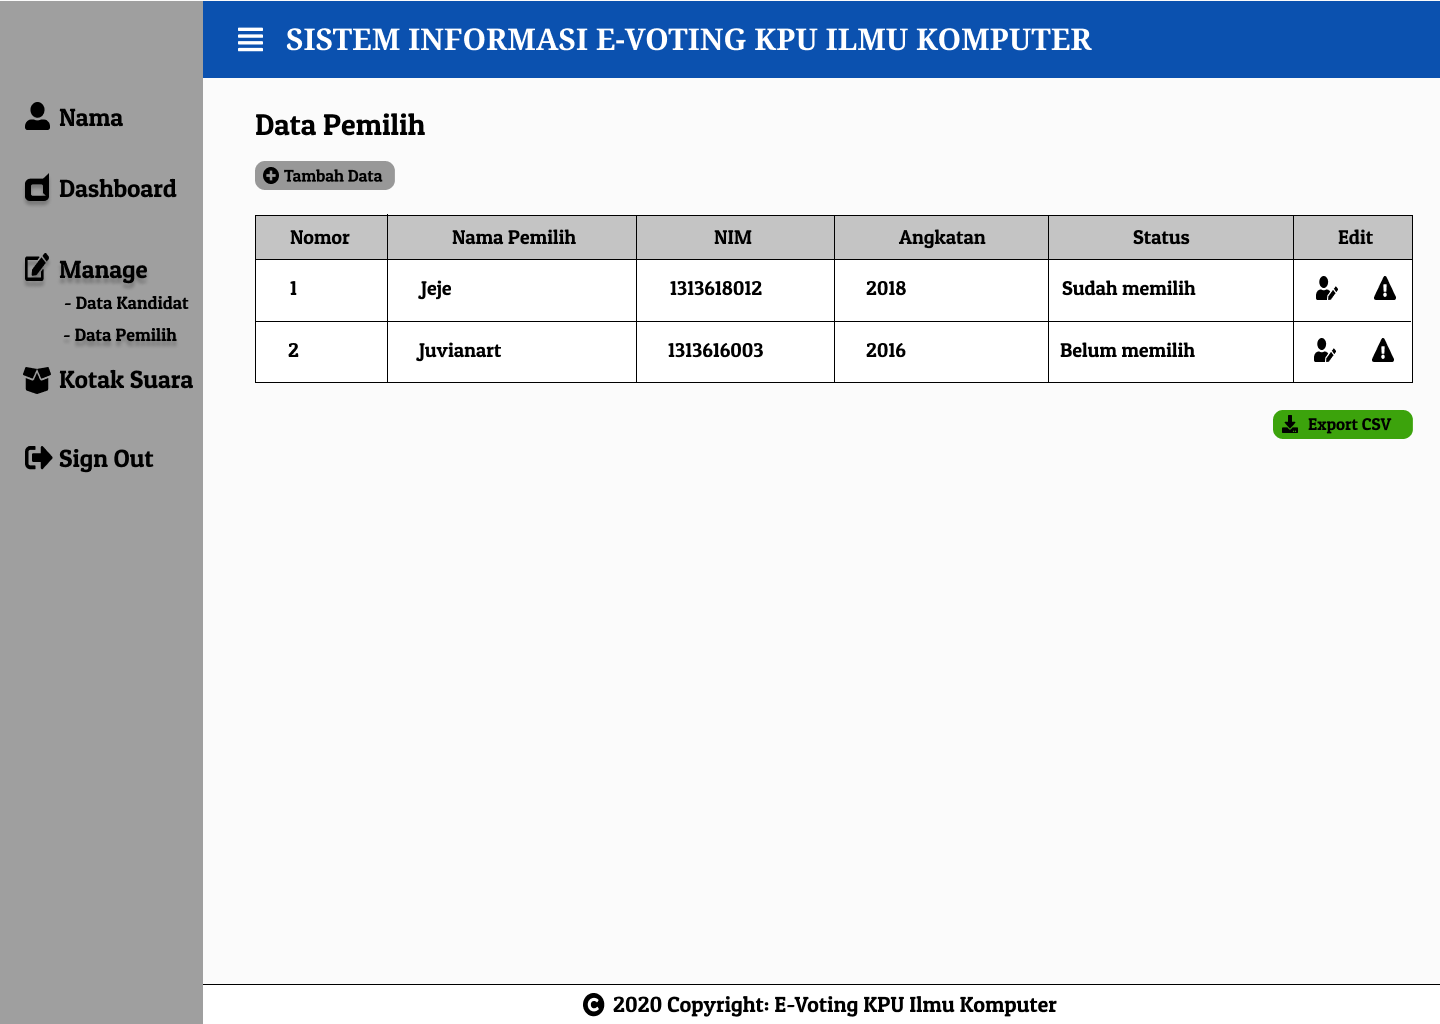 SISTEM INFORMASI E-VOTING KPU ILMU KOMPUTER
Nama
Dashboard
Manage
- Data Kandidat
- Data Pemilih
Kotak Suara
Sign Out
Data Pemilih
Tambah Data
Nomor Nama Pemilih NIM Angkatan Status Edit
1 Jeje 1313618012 2018 Sudah memilih
2 Juvianart 1313616003 2016 Belum memilih
Export CSV
© 2020 Copyright: E-Voting KPU Ilmu Komputer